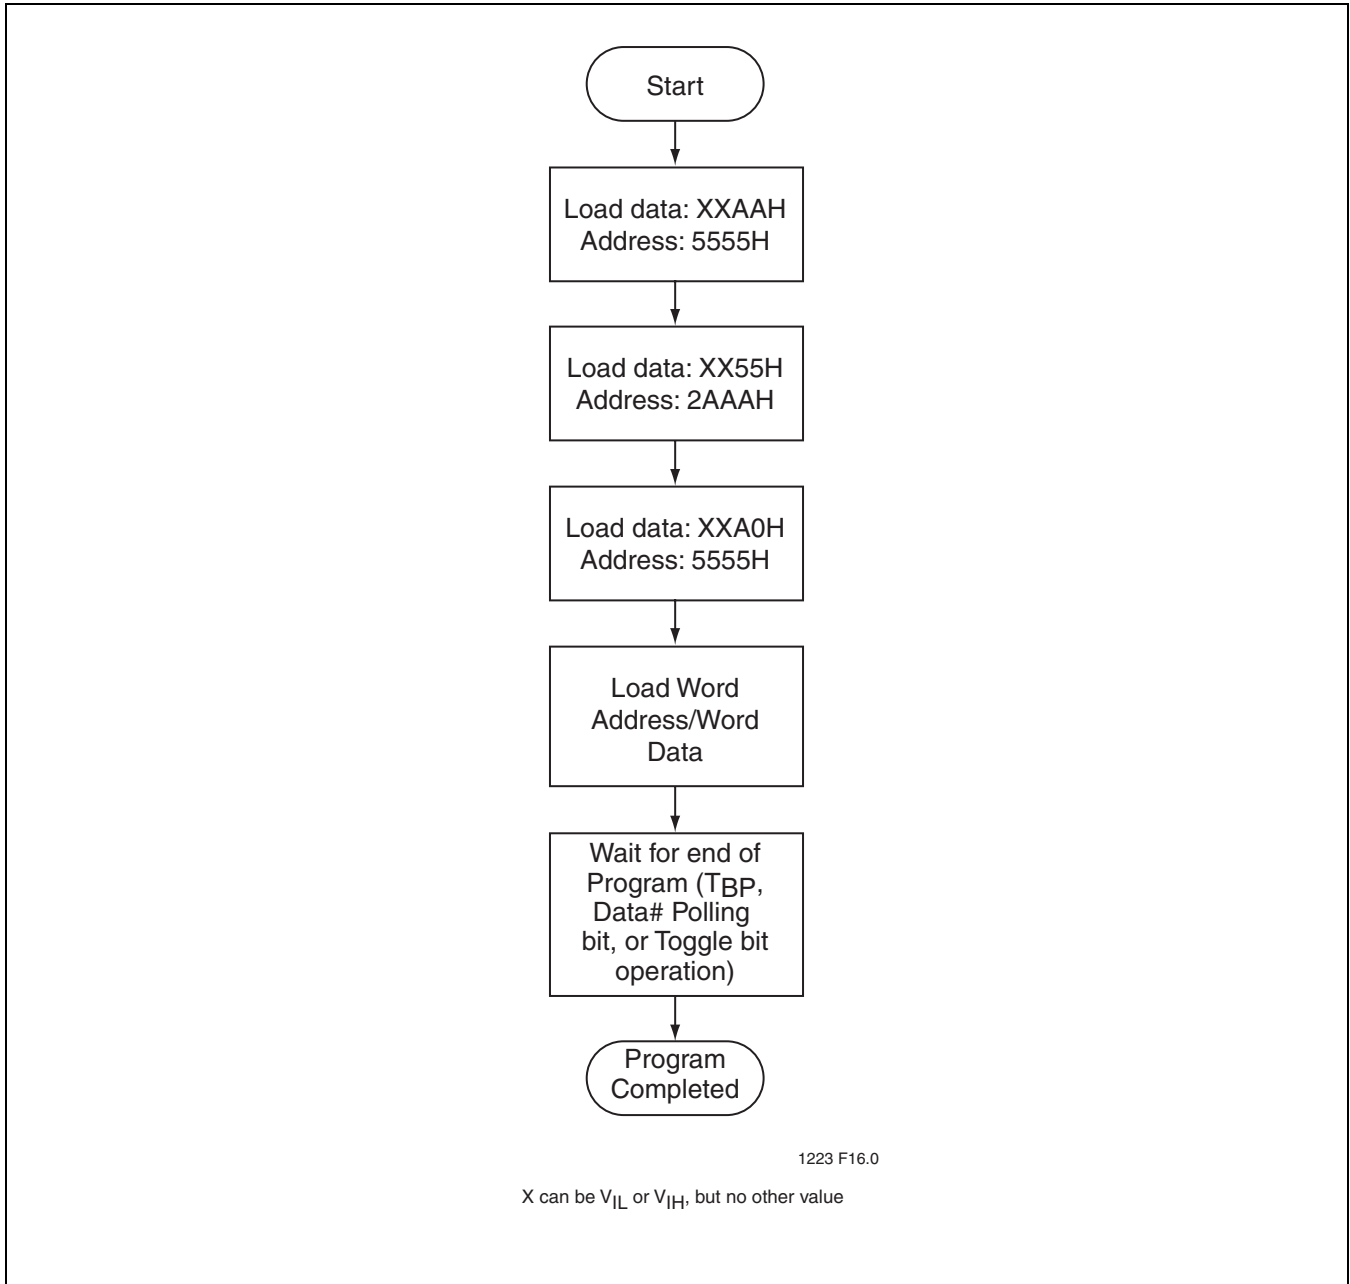 Start
Load data: XXAAH
Address: 5555H
Load data: XX55H
Address: 2AAAH
Load data: XXA0H
Address: 5555H
Load Word
Address/Word
Data
Wait for end of
Program (TBP,
Data# Polling
bit, or Toggle bit
operation)
Program
Completed
1223 F16.0
X can be VIL or VIH, but no other value